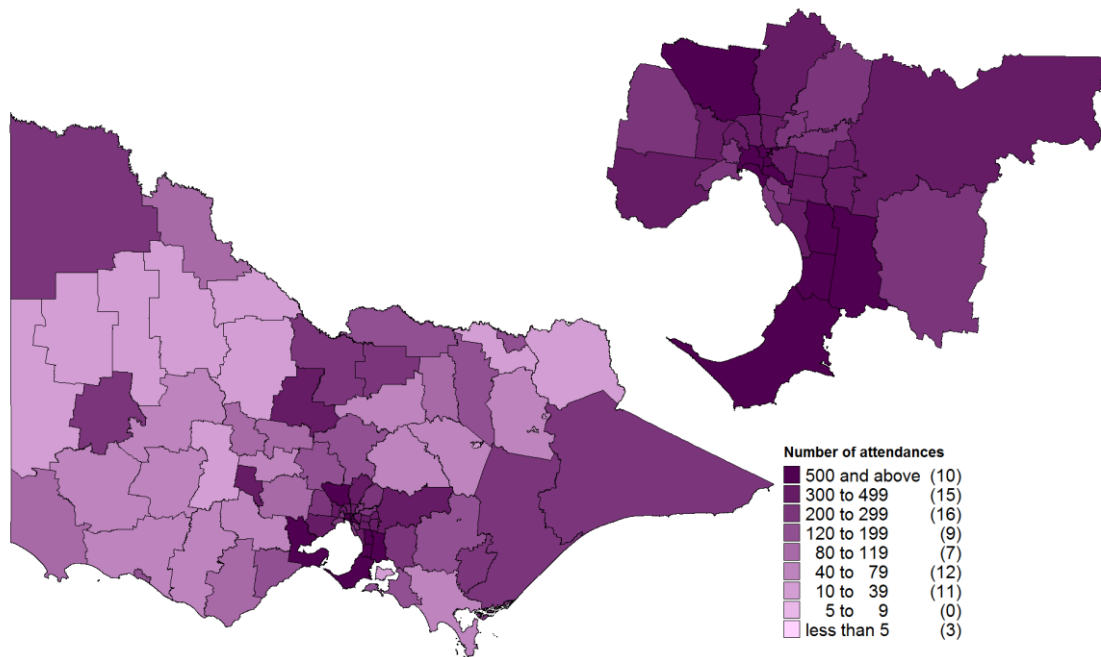 Number of attendances
500 and above (10)
300 to 499 (15)
200 to 299 (16)
120 to 199 (9)
80 to 119 (7)
40 to 79 (12)
10 to 39 (11)
5 to 9 (0)
less than 5 (3)